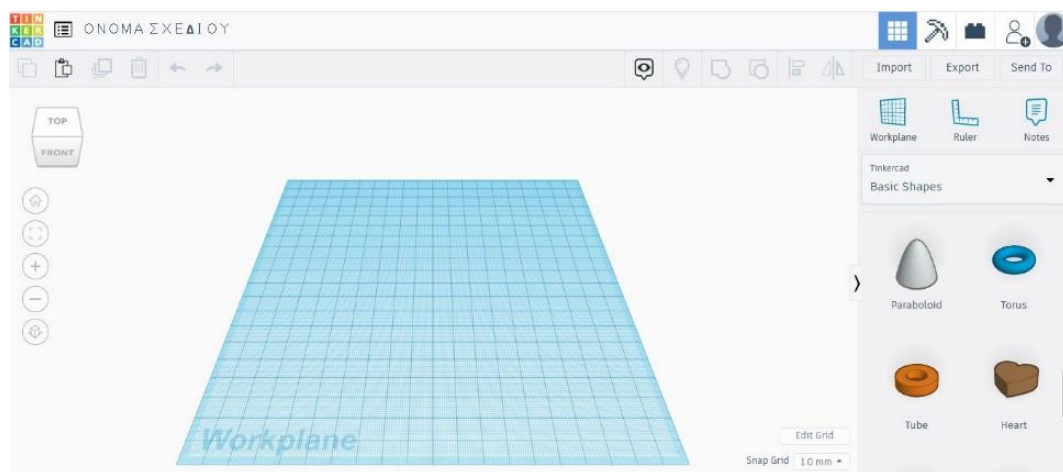 TIN
KER
CAD
ΟΝΟΜΑ ΣΧΕΔΙΟΥ
Import
Export
Send To
TOP
FRONT
Workplane
Ruler
Notes
Tinkercad
Basic Shapes
Paraboloid
Torus
Tube
Heart
Workplane
Edit Grid
Snap Grid 1.0 mm